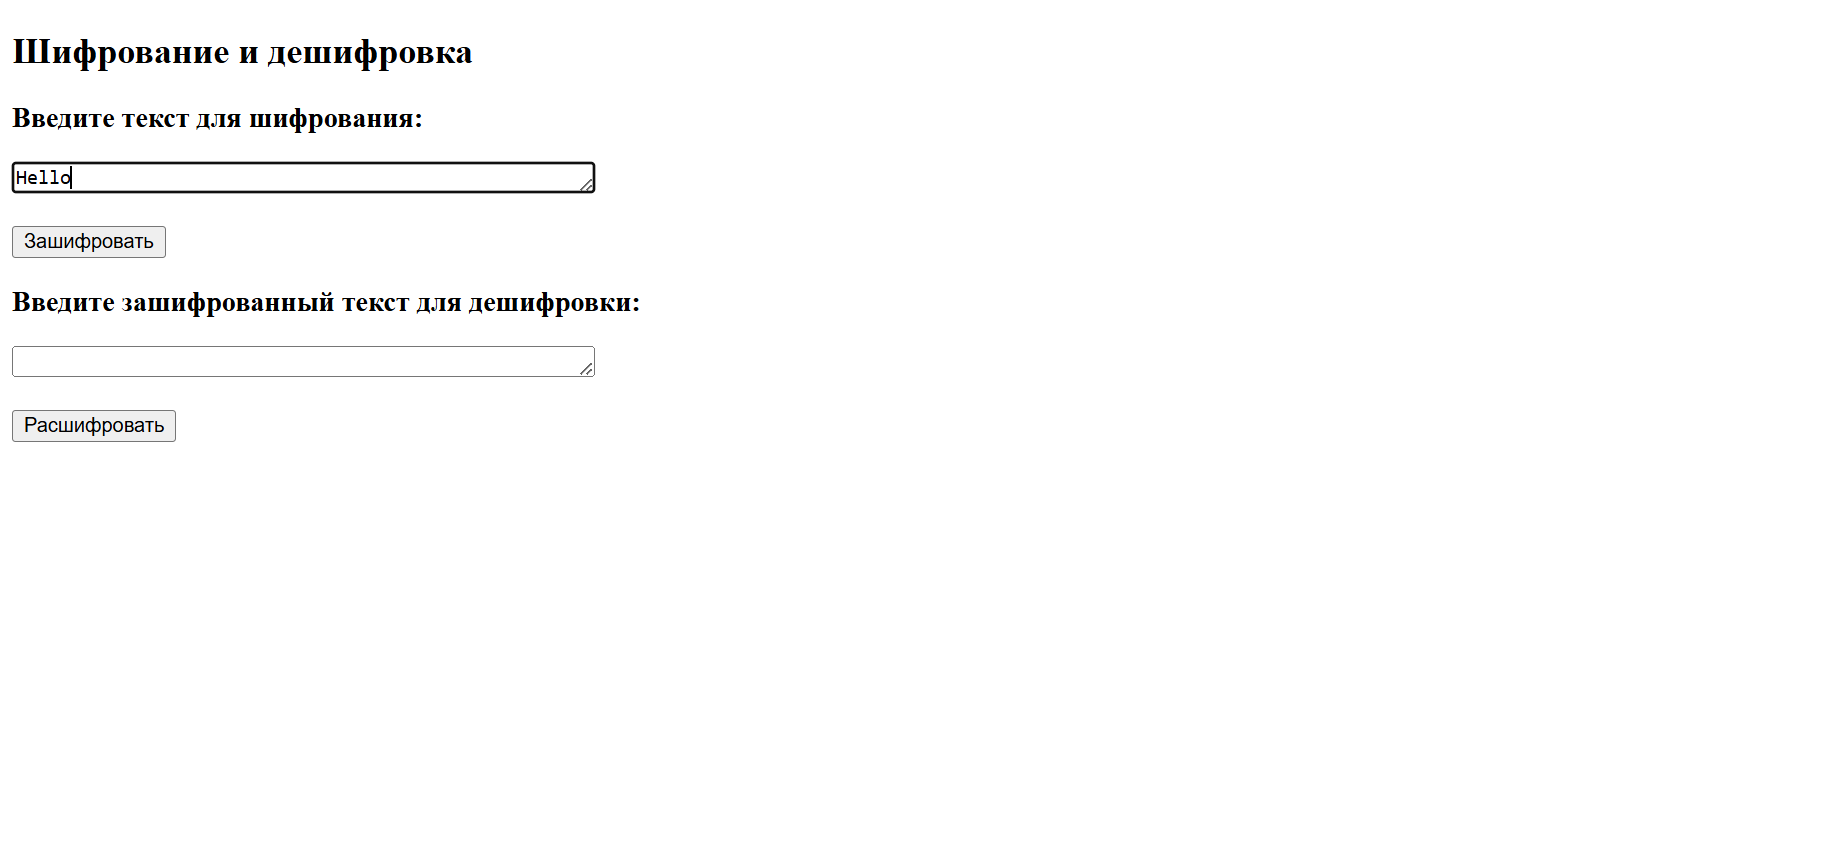 Шифрование и дешифровка
Введите текст для шифрования:
Hello
Зашифровать
Введите зашифрованный текст для дешифровки:
Расшифровать